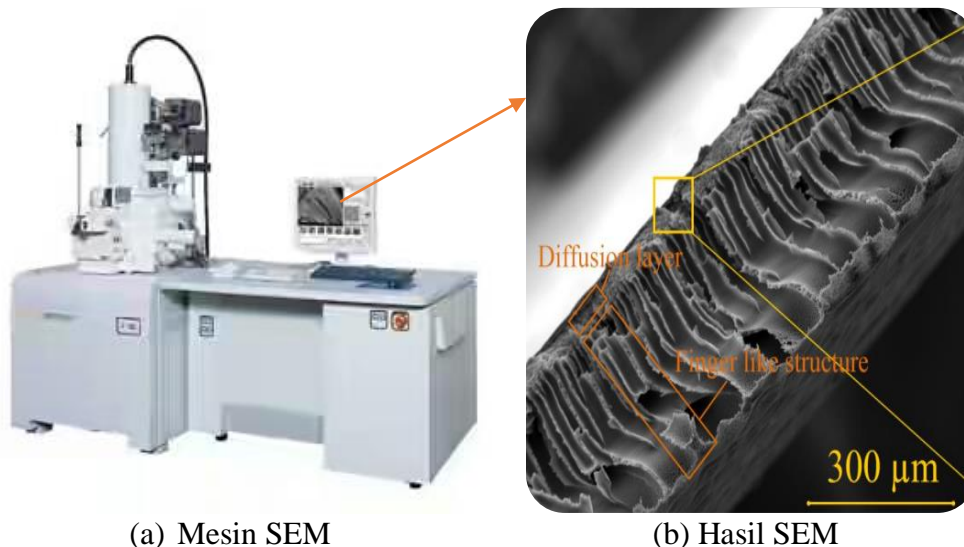 Diffusion layer
Finger like structure
300 µm
(a) Mesin SEM
(b) Hasil SEM